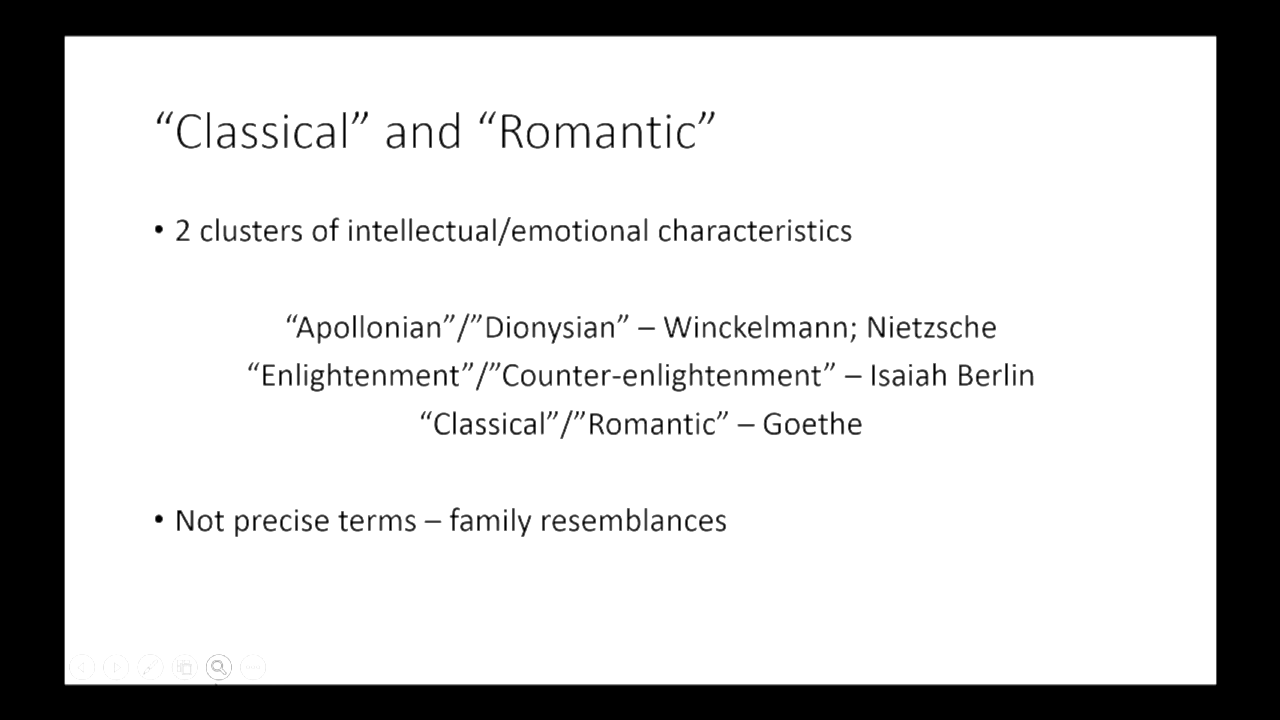 “Classical” and “Romantic”
• 2 clusters of intellectual/emotional characteristics
“Apollonian”/”Dionysian” – Winckelmann; Nietzsche
“Enlightenment”/”Counter-enlightenment” – Isaiah Berlin
“Classical”/”Romantic” – Goethe
• Not precise terms – family resemblances